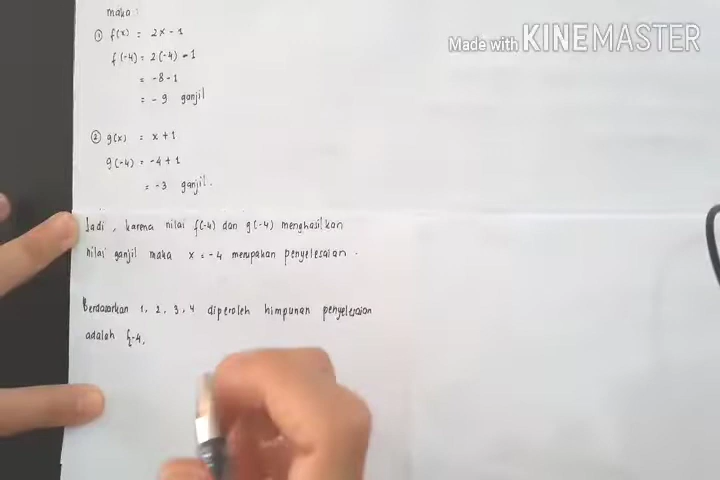 maka :
① f(x) = 2x - 1
f(-4) = 2(-4) - 1
= -8 - 1
= -9 ganjil
Made with KINEMASTER
② g(x) = x + 1
g(-4) = -4 + 1
= -3 ganjil.
Jadi, karena nilai f(-4) dan g(-4) menghasilkan
nilai ganjil maka x = -4 merupakan penyelesaian.
Berdasarkan 1, 2, 3, 4 diperoleh himpunan penyelesaian
adalah {-4,